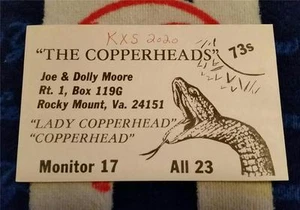 KXS 2020
"THE COPPERHEADS"
73s
Joe & Dolly Moore
Rt. 1, Box 119G
Rocky Mount, Va. 24151
"LADY COPPERHEAD"
"COPPERHEAD"
Monitor 17 All 23